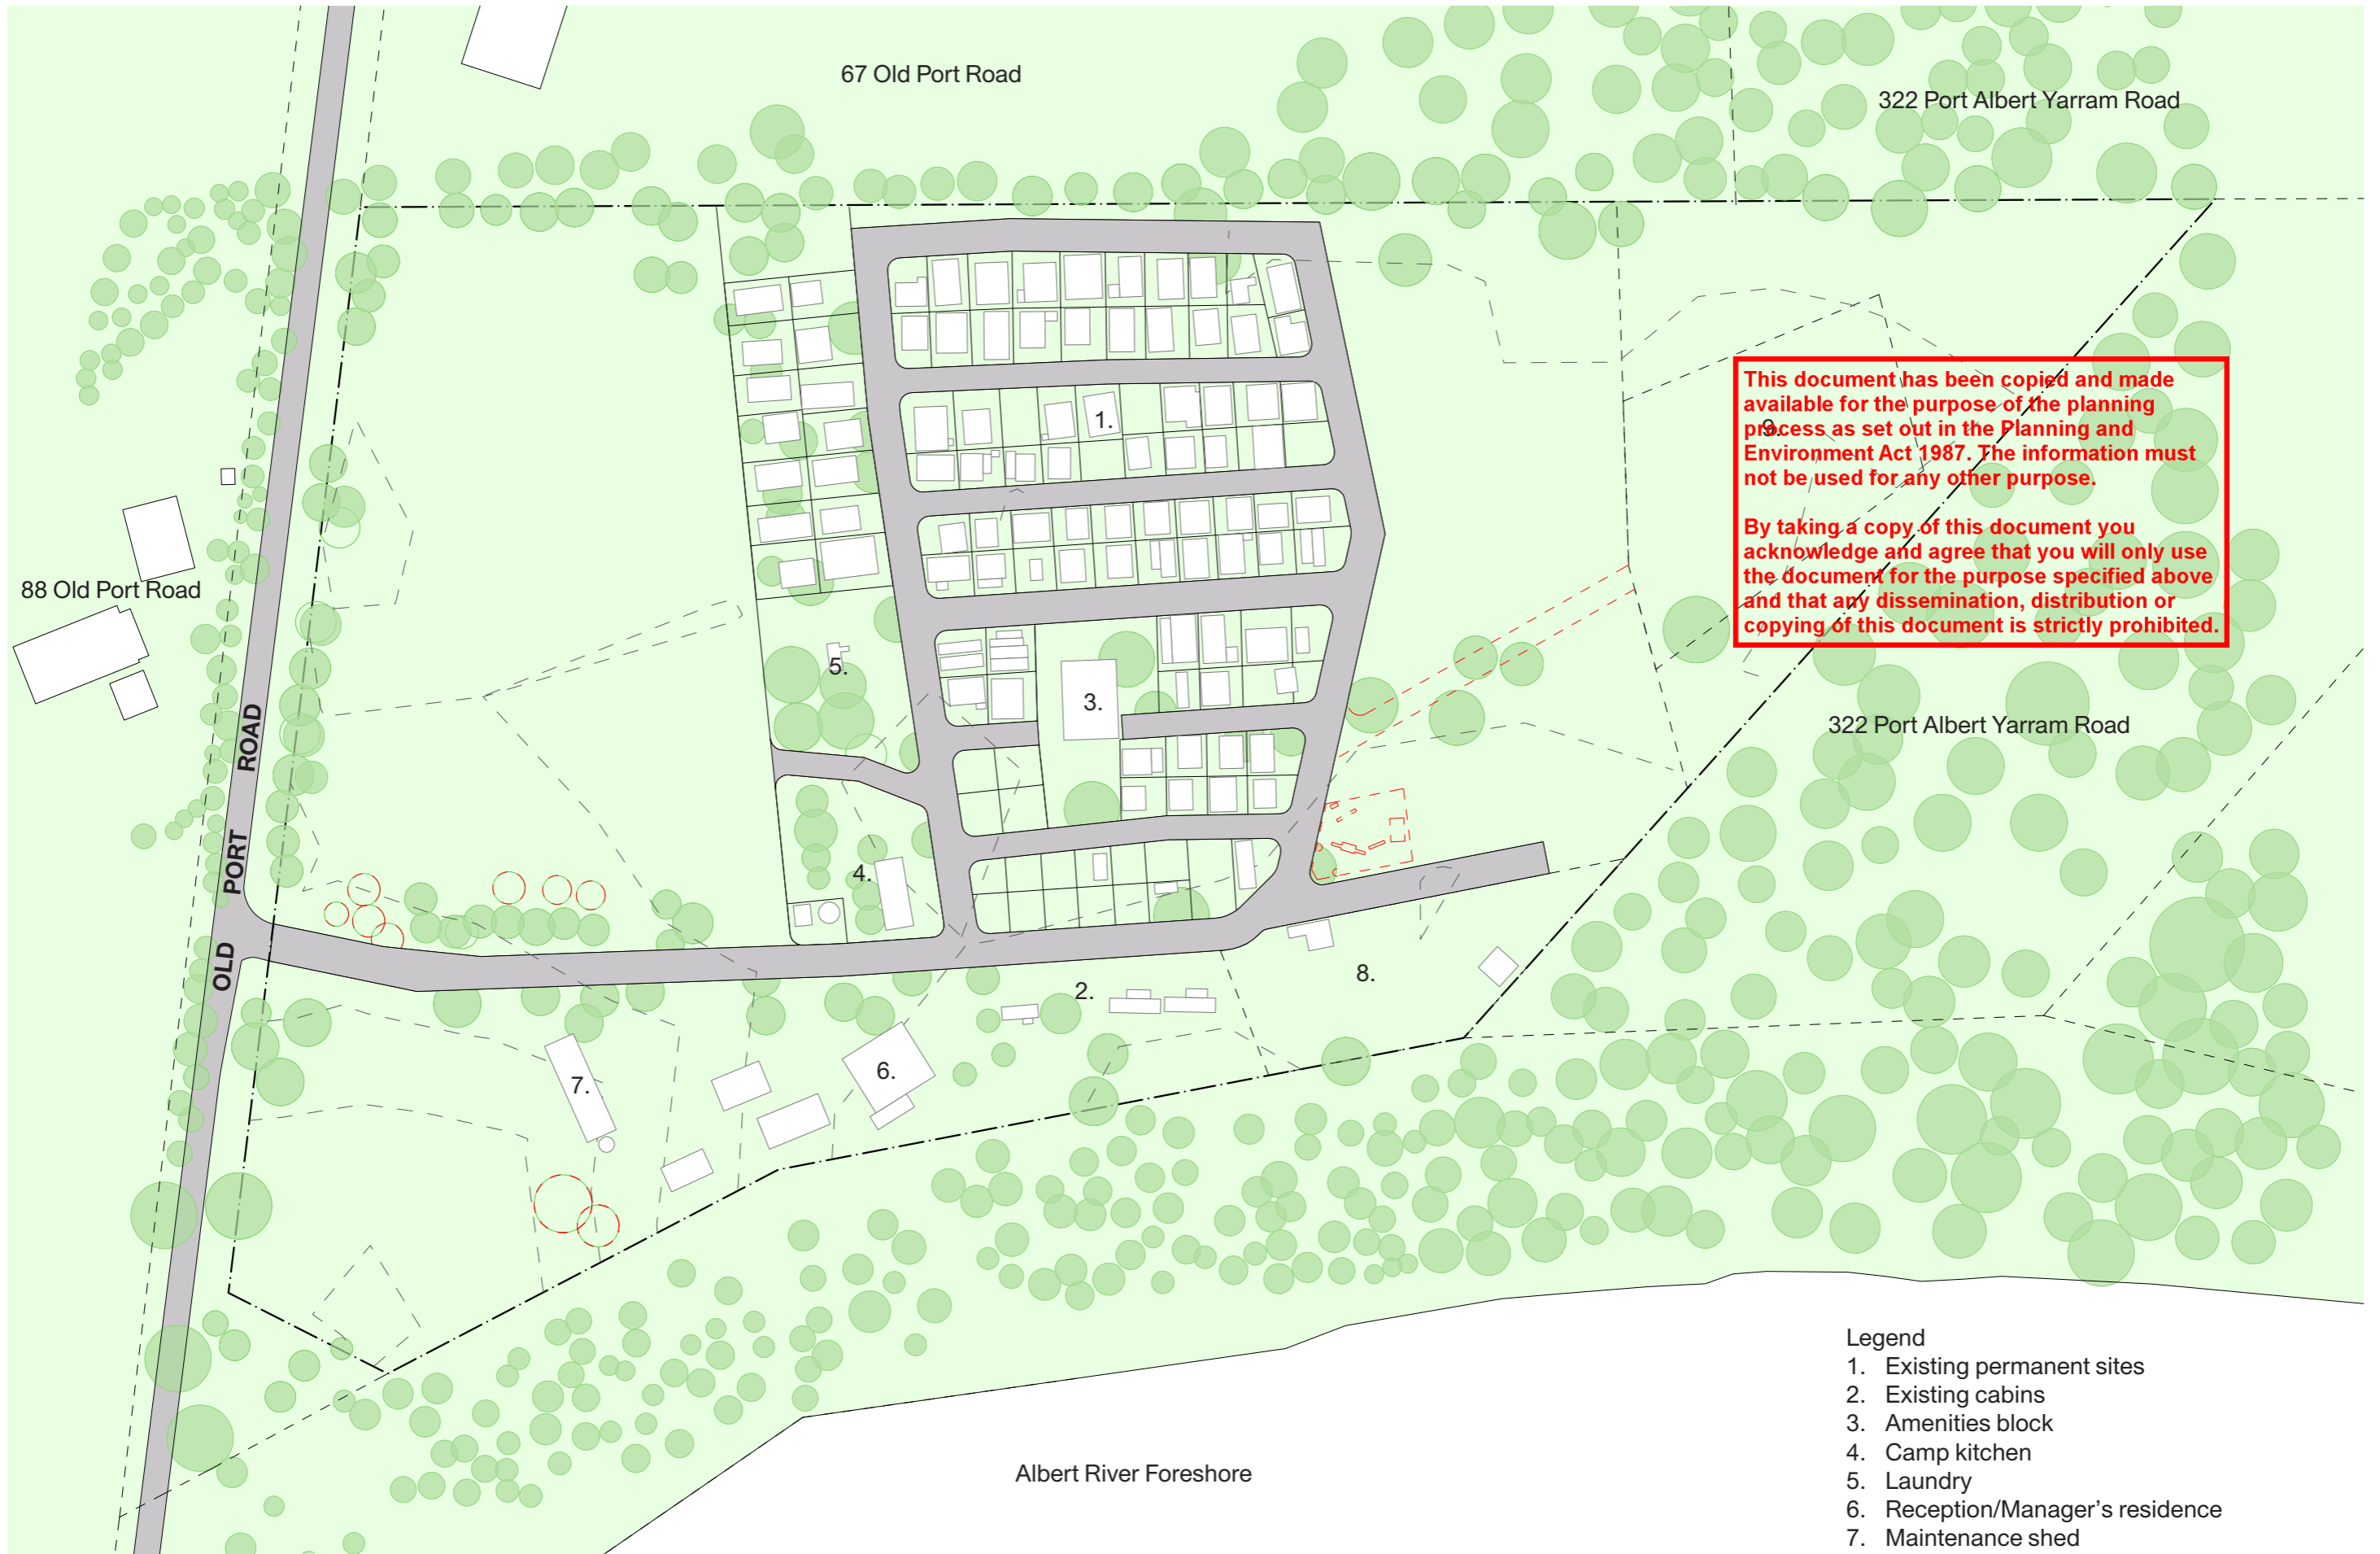 67 Old Port Road
322 Port Albert Yarram Road
This document has been copied and made
available for the purpose of the planning
process as set out in the Planning and
Environment Act 1987. The information must
not be used for any other purpose.
By taking a copy of this document you
acknowledge and agree that you will only use
the document for the purpose specified above
and that any dissemination, distribution or
copying of this document is strictly prohibited.
9.
1.
88 Old Port Road
5.
3.
322 Port Albert Yarram Road
OLD PORT ROAD
4.
2.
8.
6.
7.
Albert River Foreshore
Legend
1. Existing permanent sites
2. Existing cabins
3. Amenities block
4. Camp kitchen
5. Laundry
6. Reception/Manager's residence
7. Maintenance shed